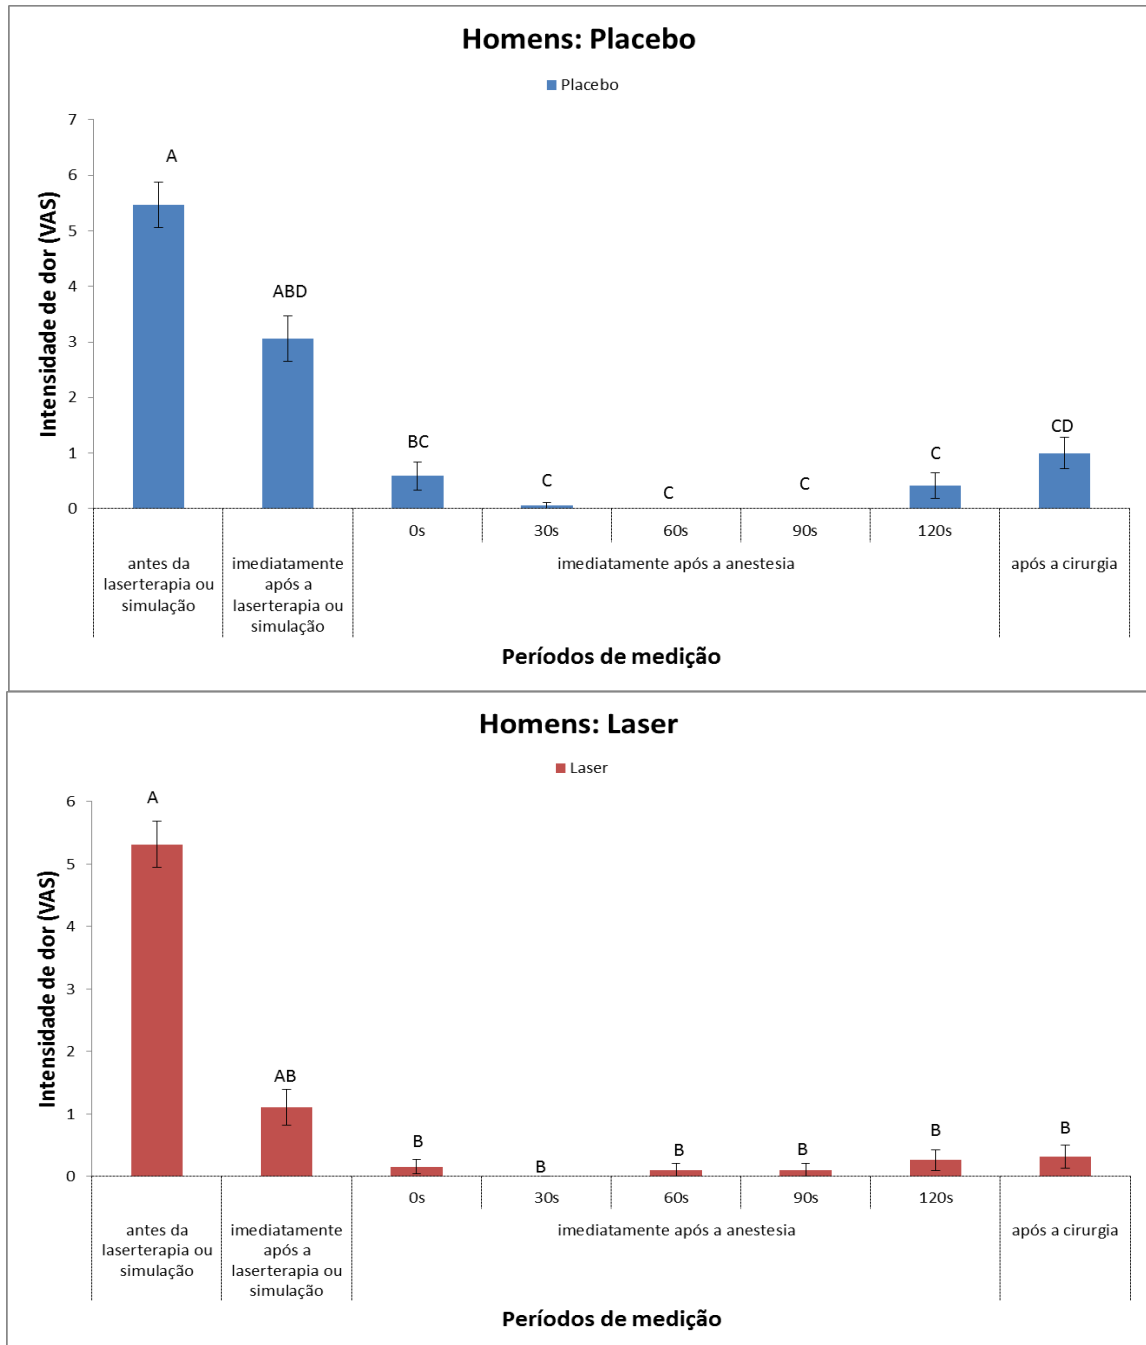 Homens: Placebo
Placebo
Intensidade de dor (VAS)
7
6
5
4
3
2
1
0
A
ABD
BC
C
C
C
C
CD
0s
30s
60s
90s
120s
antes da
laserterapia ou
simulação
imediatamente
após a
laserterapia ou
simulação
imediatamente após a anestesia
após a cirurgia
Períodos de medição
Homens: Laser
Laser
Intensidade de dor (VAS)
6
5
4
3
2
1
0
A
AB
B
B
B
B
B
B
0s
30s
60s
90s
120s
antes da
laserterapia ou
simulação
imediatamente
após a
laserterapia ou
simulação
imediatamente após a anestesia
após a cirurgia
Períodos de medição